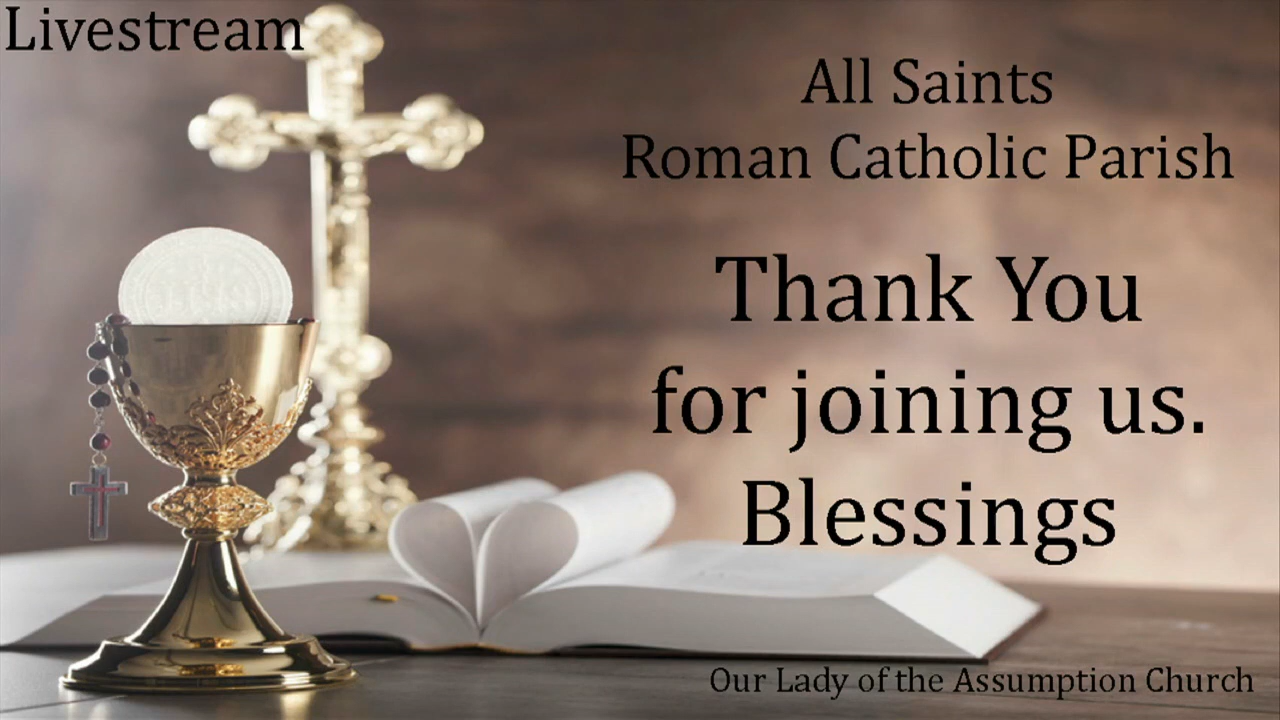 Livestream
All Saints
Roman Catholic Parish
Thank You
for joining us.
Blessings
Our Lady of the Assumption Church